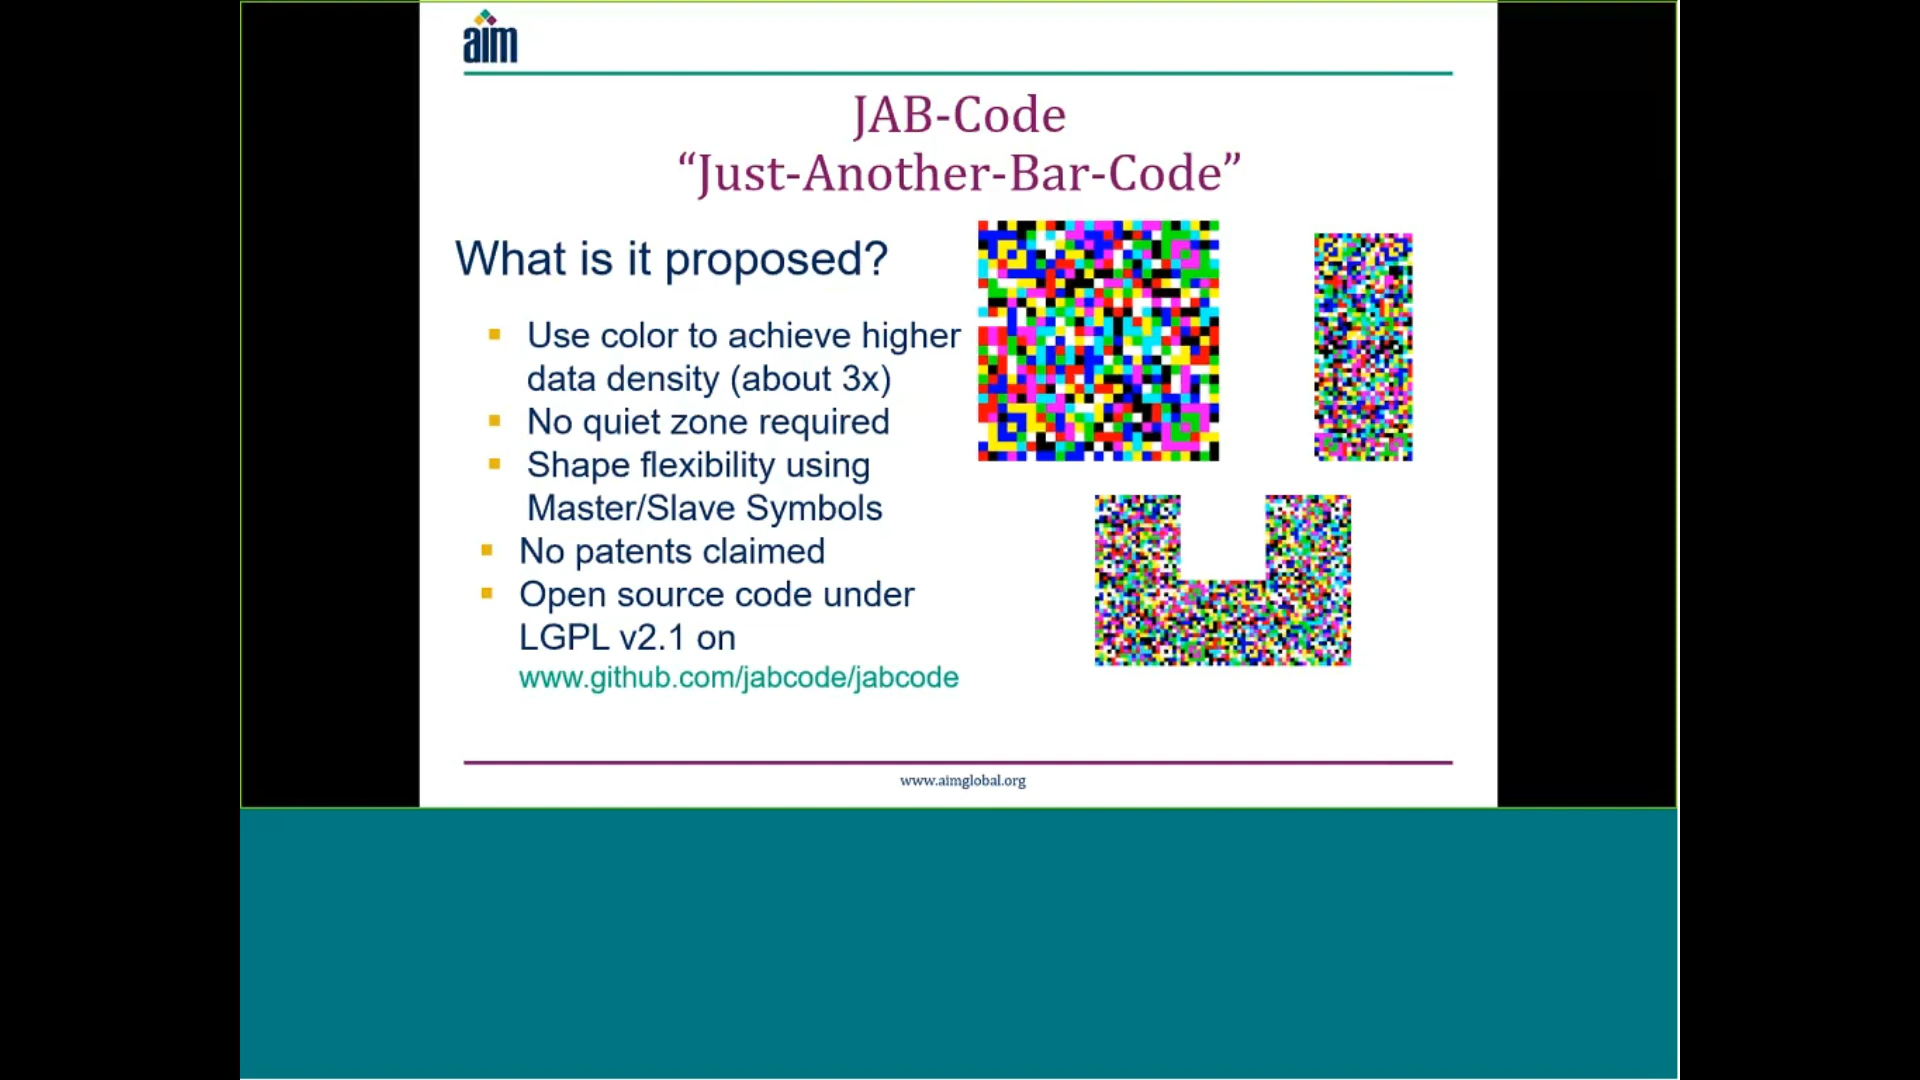 aim
JAB-Code
“Just-Another-Bar-Code”
What is it proposed?
Use color to achieve higher
data density (about 3x)
No quiet zone required
Shape flexibility using
Master/Slave Symbols
No patents claimed
Open source code under
LGPL v2.1 on
www.github.com/jabcode/jabcode
www.aimglobal.org